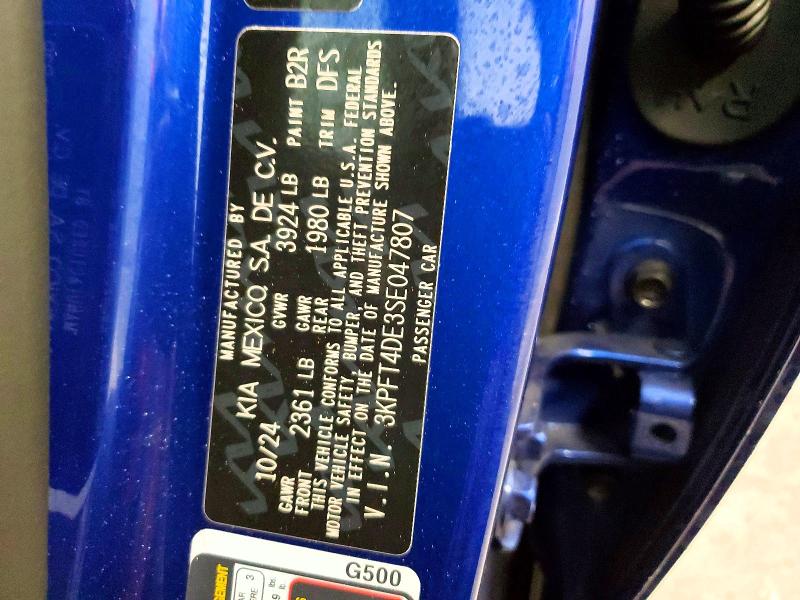 MANUFACTURED BY
10/24 KIA MEXICO, S.A. DE C.V.
GAWR FRONT 2361 LB GVWR 3924 LB PAINT B2R
GAWR REAR 1980 LB TRIM DFS
THIS VEHICLE CONFORMS TO ALL APPLICABLE U.S.A. FEDERAL
MOTOR VEHICLE SAFETY, BUMPER, AND THEFT PREVENTION STANDARDS
IN EFFECT ON THE DATE OF MANUFACTURE SHOWN ABOVE.
V.I.N. 3KPFT4DE3SE047807
PASSENGER CAR
G500